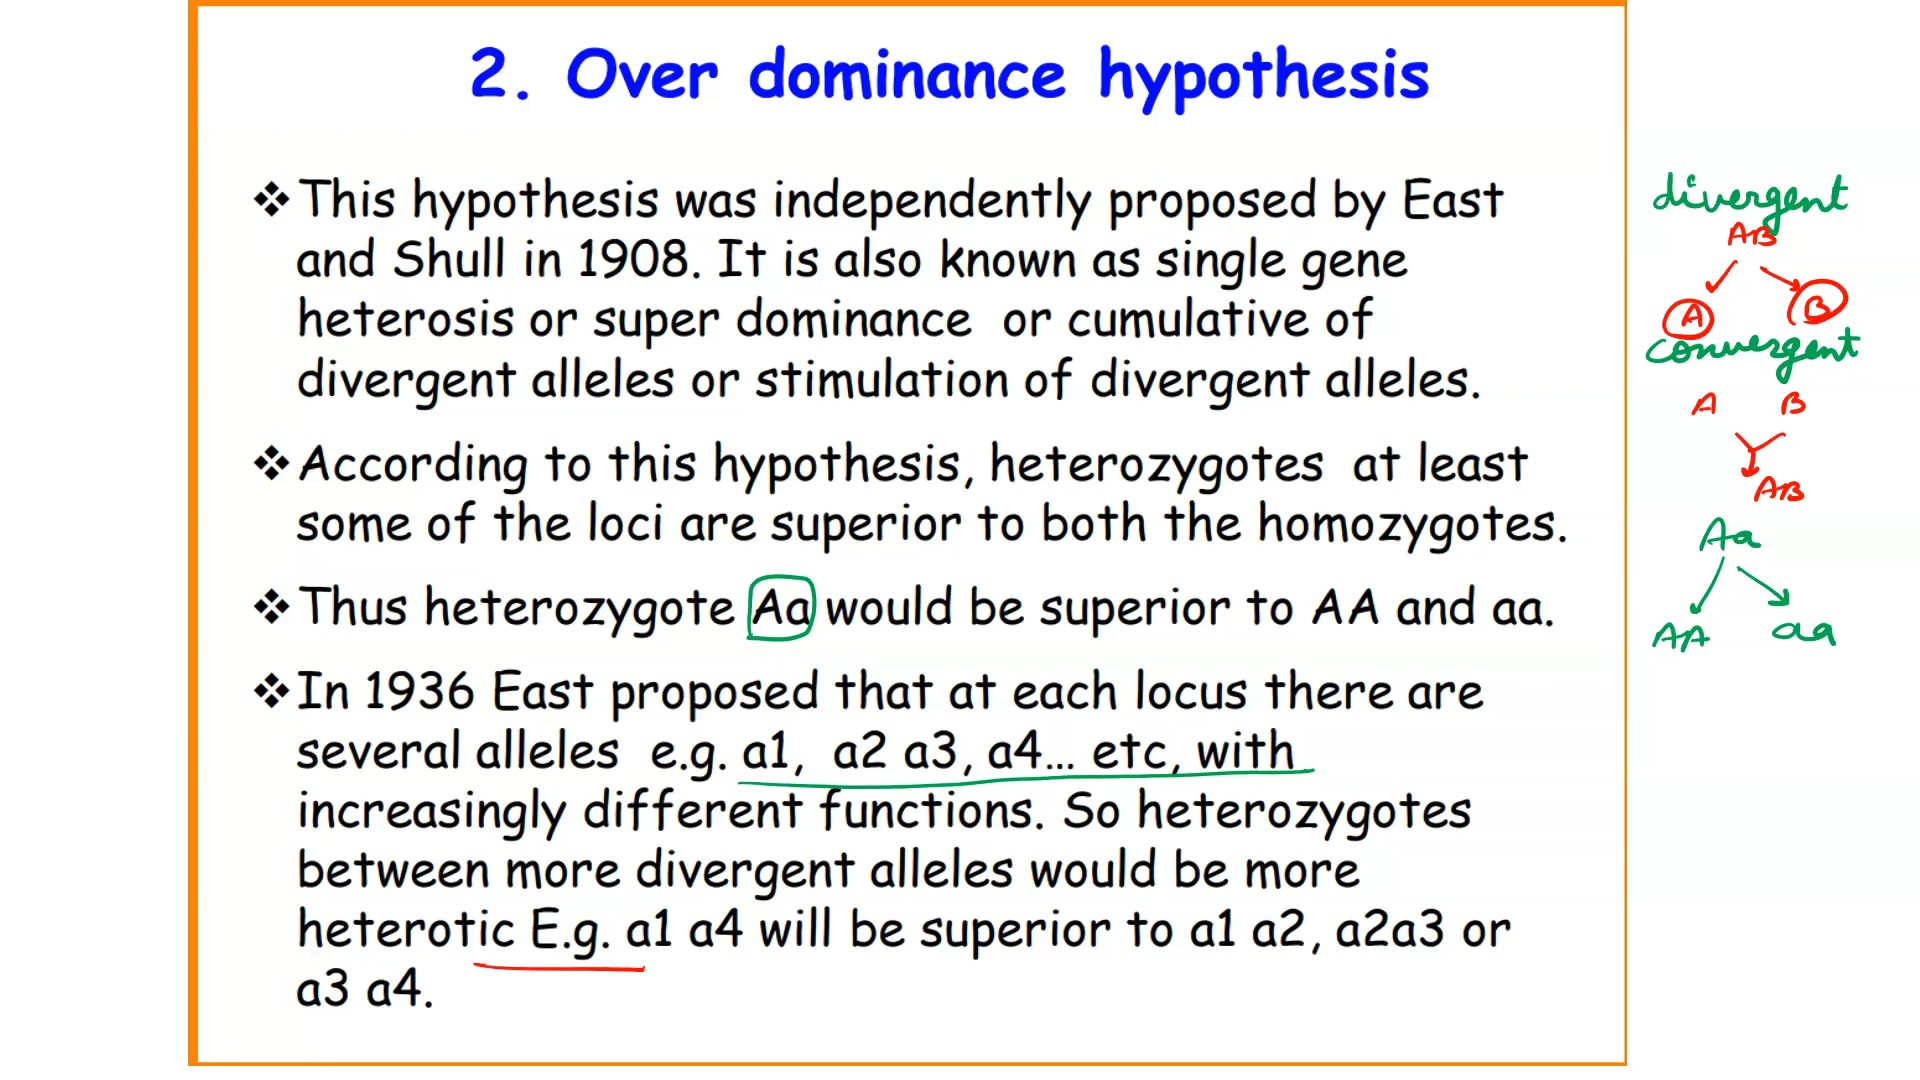 2. Over dominance hypothesis
❖ This hypothesis was independently proposed by East
and Shull in 1908. It is also known as single gene
heterosis or super dominance or cumulative of
divergent alleles or stimulation of divergent alleles.
❖ According to this hypothesis, heterozygotes at least
some of the loci are superior to both the homozygotes.
❖ Thus heterozygote Aa would be superior to AA and aa.
❖ In 1936 East proposed that at each locus there are
several alleles e.g. a1, a2 a3, a4... etc, with
increasingly different functions. So heterozygotes
between more divergent alleles would be more
heterotic E.g. a1 a4 will be superior to a1 a2, a2a3 or
a3 a4.
divergent
AB
A B
convergent
A B
AB
Aa
AA aa